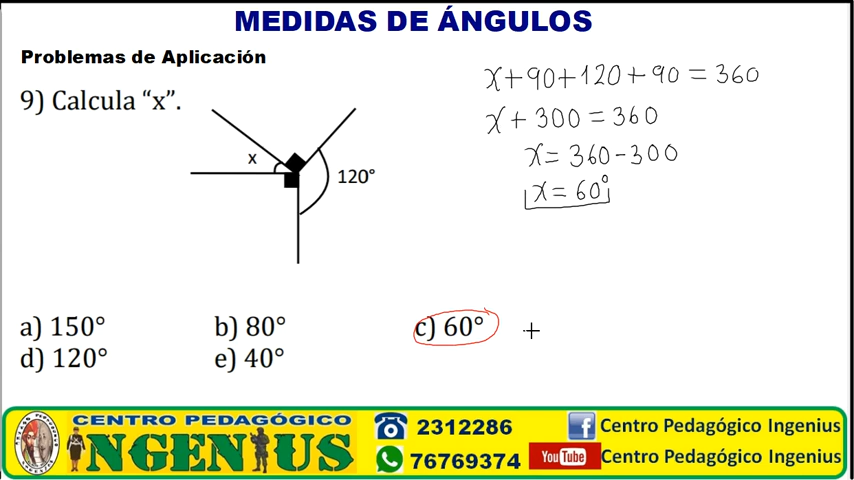 MEDIDAS DE ÁNGULOS
Problemas de Aplicación
9) Calcula “x”.
x
120°
x+90+120+90=360
x+300=360
x=360-300
x=60°
a) 150°
b) 80°
c) 60°
d) 120°
e) 40°
CENTRO PEDAGÓGICO
INGENIUS
2312286
76769374
f Centro Pedagógico Ingenius
YouTube Centro Pedagógico Ingenius